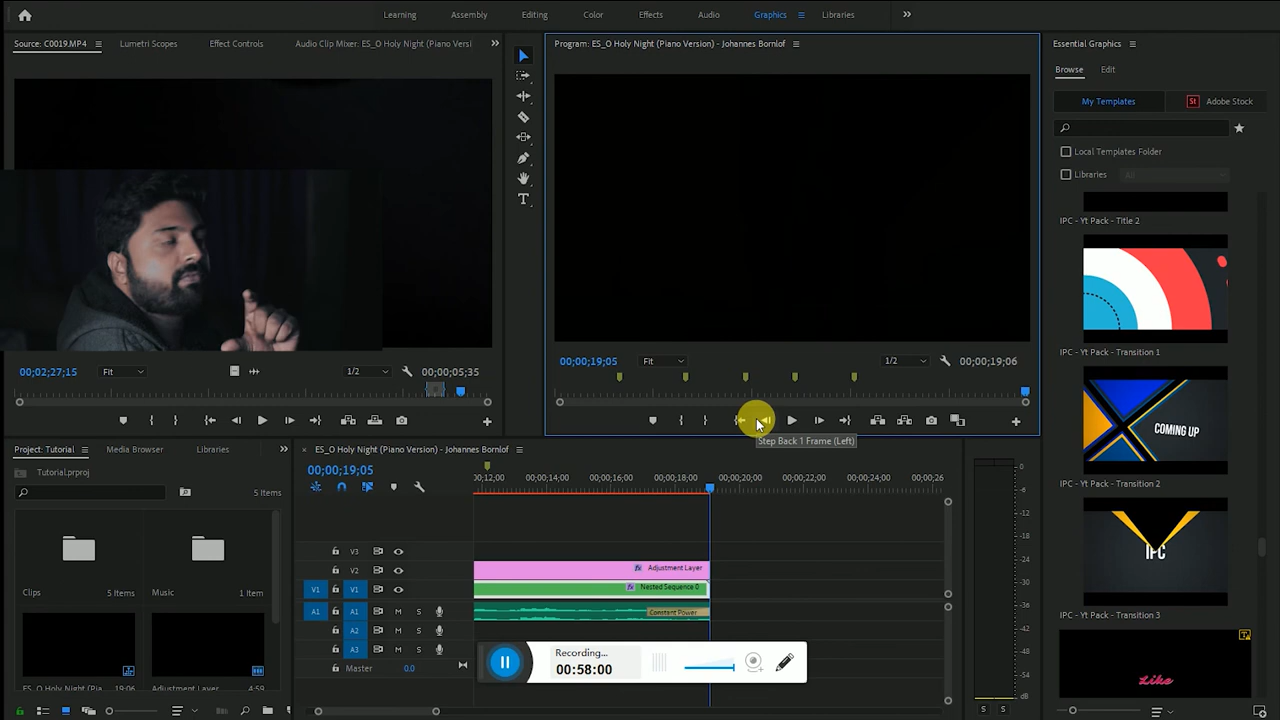 Learning Assembly Editing Color Effects Audio Graphics Libraries
Source: C0019.MP4 Lumetri Scopes Effect Controls Audio Clip Mixer: ES_O Holy Night (Piano Versi
Program: ES_O Holy Night (Piano Version) - Johannes Bornlof
Essential Graphics
Browse Edit
My Templates St Adobe Stock
Local Templates Folder
Libraries All
IPC - Yt Pack - Title 2
IPC - Yt Pack - Transition 1
COMING UP
IPC - Yt Pack - Transition 2
IPC
IPC - Yt Pack - Transition 3
Like
00;02;27;15 Fit 1/2 00;00;05;35
00;00;19;05 Fit 1/2 00;00;19;06
Step Back 1 Frame (Left)
Project: Tutorial Media Browser Libraries
Tutorial.prproj
5 Items
Clips 5 Items
Music 1 Item
ES_O Holy Night (Pia... 19;06
Adjustment Layer 4;59
ES_O Holy Night (Piano Version) - Johannes Bornlof
00;00;19;05
00;12;00 00;00;14;00 00;00;16;00 00;00;18;00 00;00;20;00 00;00;22;00 00;00;24;00 00;00;26
V3
V2
V1 V1
A1 A1 M S
A2 M S
A3 M S
Master 0.0
fx Adjustment Layer
fx Nested Sequence 0
Constant Power
Recording...
00:58:00
0
-6
-12
-18
-24
-30
-36
-42
-48
-54
dB
S S